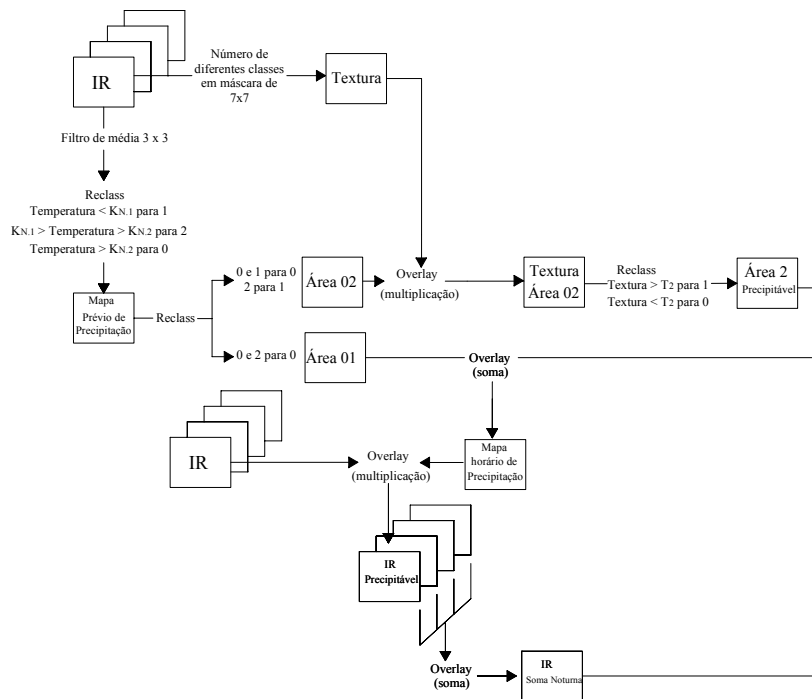 Número de
diferentes classes
em máscara de
7x7
IR
Textura
Filtro de média 3 x 3
Reclass
Temperatura < KN.1 para 1
KN.1 > Temperatura > KN.2 para 2
Temperatura > KN.2 para 0
Mapa
Prévio de
Precipitação
Reclass
0 e 1 para 0
2 para 1
Área 02
Overlay
(multiplicação)
Textura
Área 02
Reclass
Textura > T2 para 1
Textura < T2 para 0
Área 2
Precipitável
0 e 2 para 0
Área 01
Overlay
(soma)
IR
Overlay
(multiplicação)
Mapa
horário de
Precipitação
IR
Precipitável
Overlay
(soma)
IR
Soma Noturna